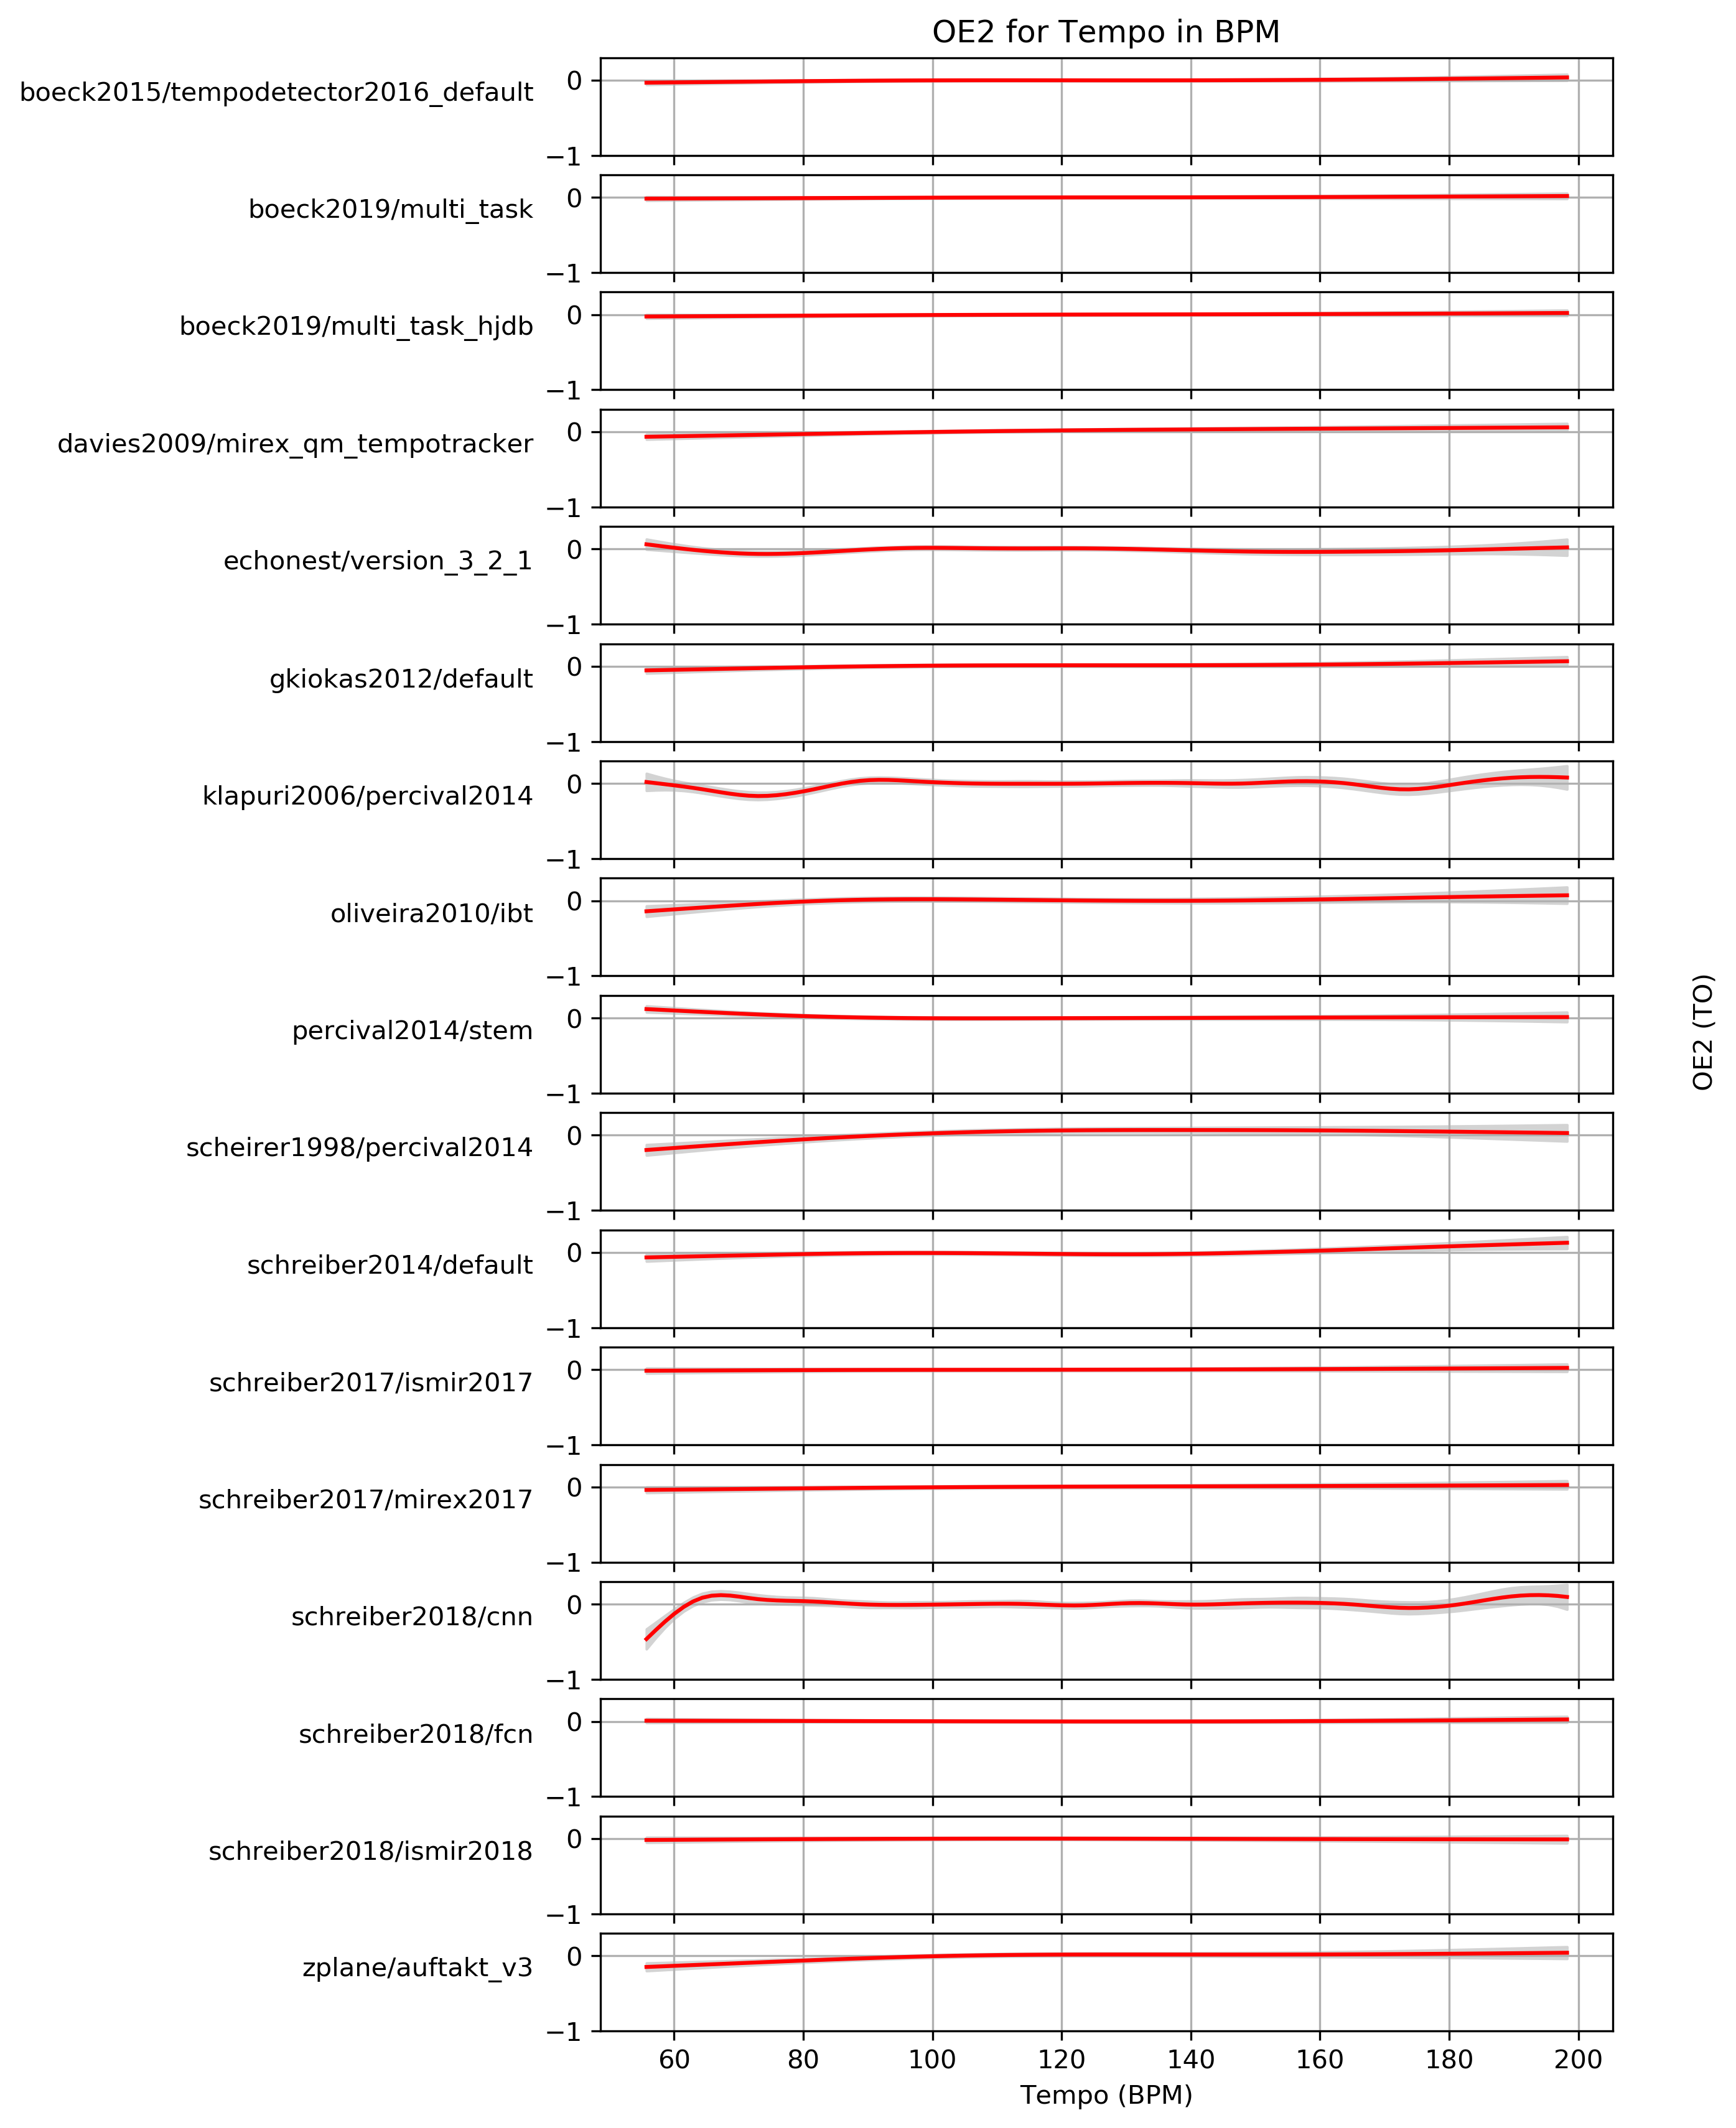 OE2 for Tempo in BPM
boeck2015/tempodetector2016_default
0
−1
boeck2019/multi_task
0
−1
boeck2019/multi_task_hjdb
0
−1
davies2009/mirex_qm_tempotracker
0
−1
echonest/version_3_2_1
0
−1
gkiokas2012/default
0
−1
klapuri2006/percival2014
0
−1
oliveira2010/ibt
0
−1
percival2014/stem
0
−1
scheirer1998/percival2014
0
−1
schreiber2014/default
0
−1
schreiber2017/ismir2017
0
−1
schreiber2017/mirex2017
0
−1
schreiber2018/cnn
0
−1
schreiber2018/fcn
0
−1
schreiber2018/ismir2018
0
−1
zplane/auftakt_v3
0
−1
60 80 100 120 140 160 180 200
Tempo (BPM)
OE2 (TO)